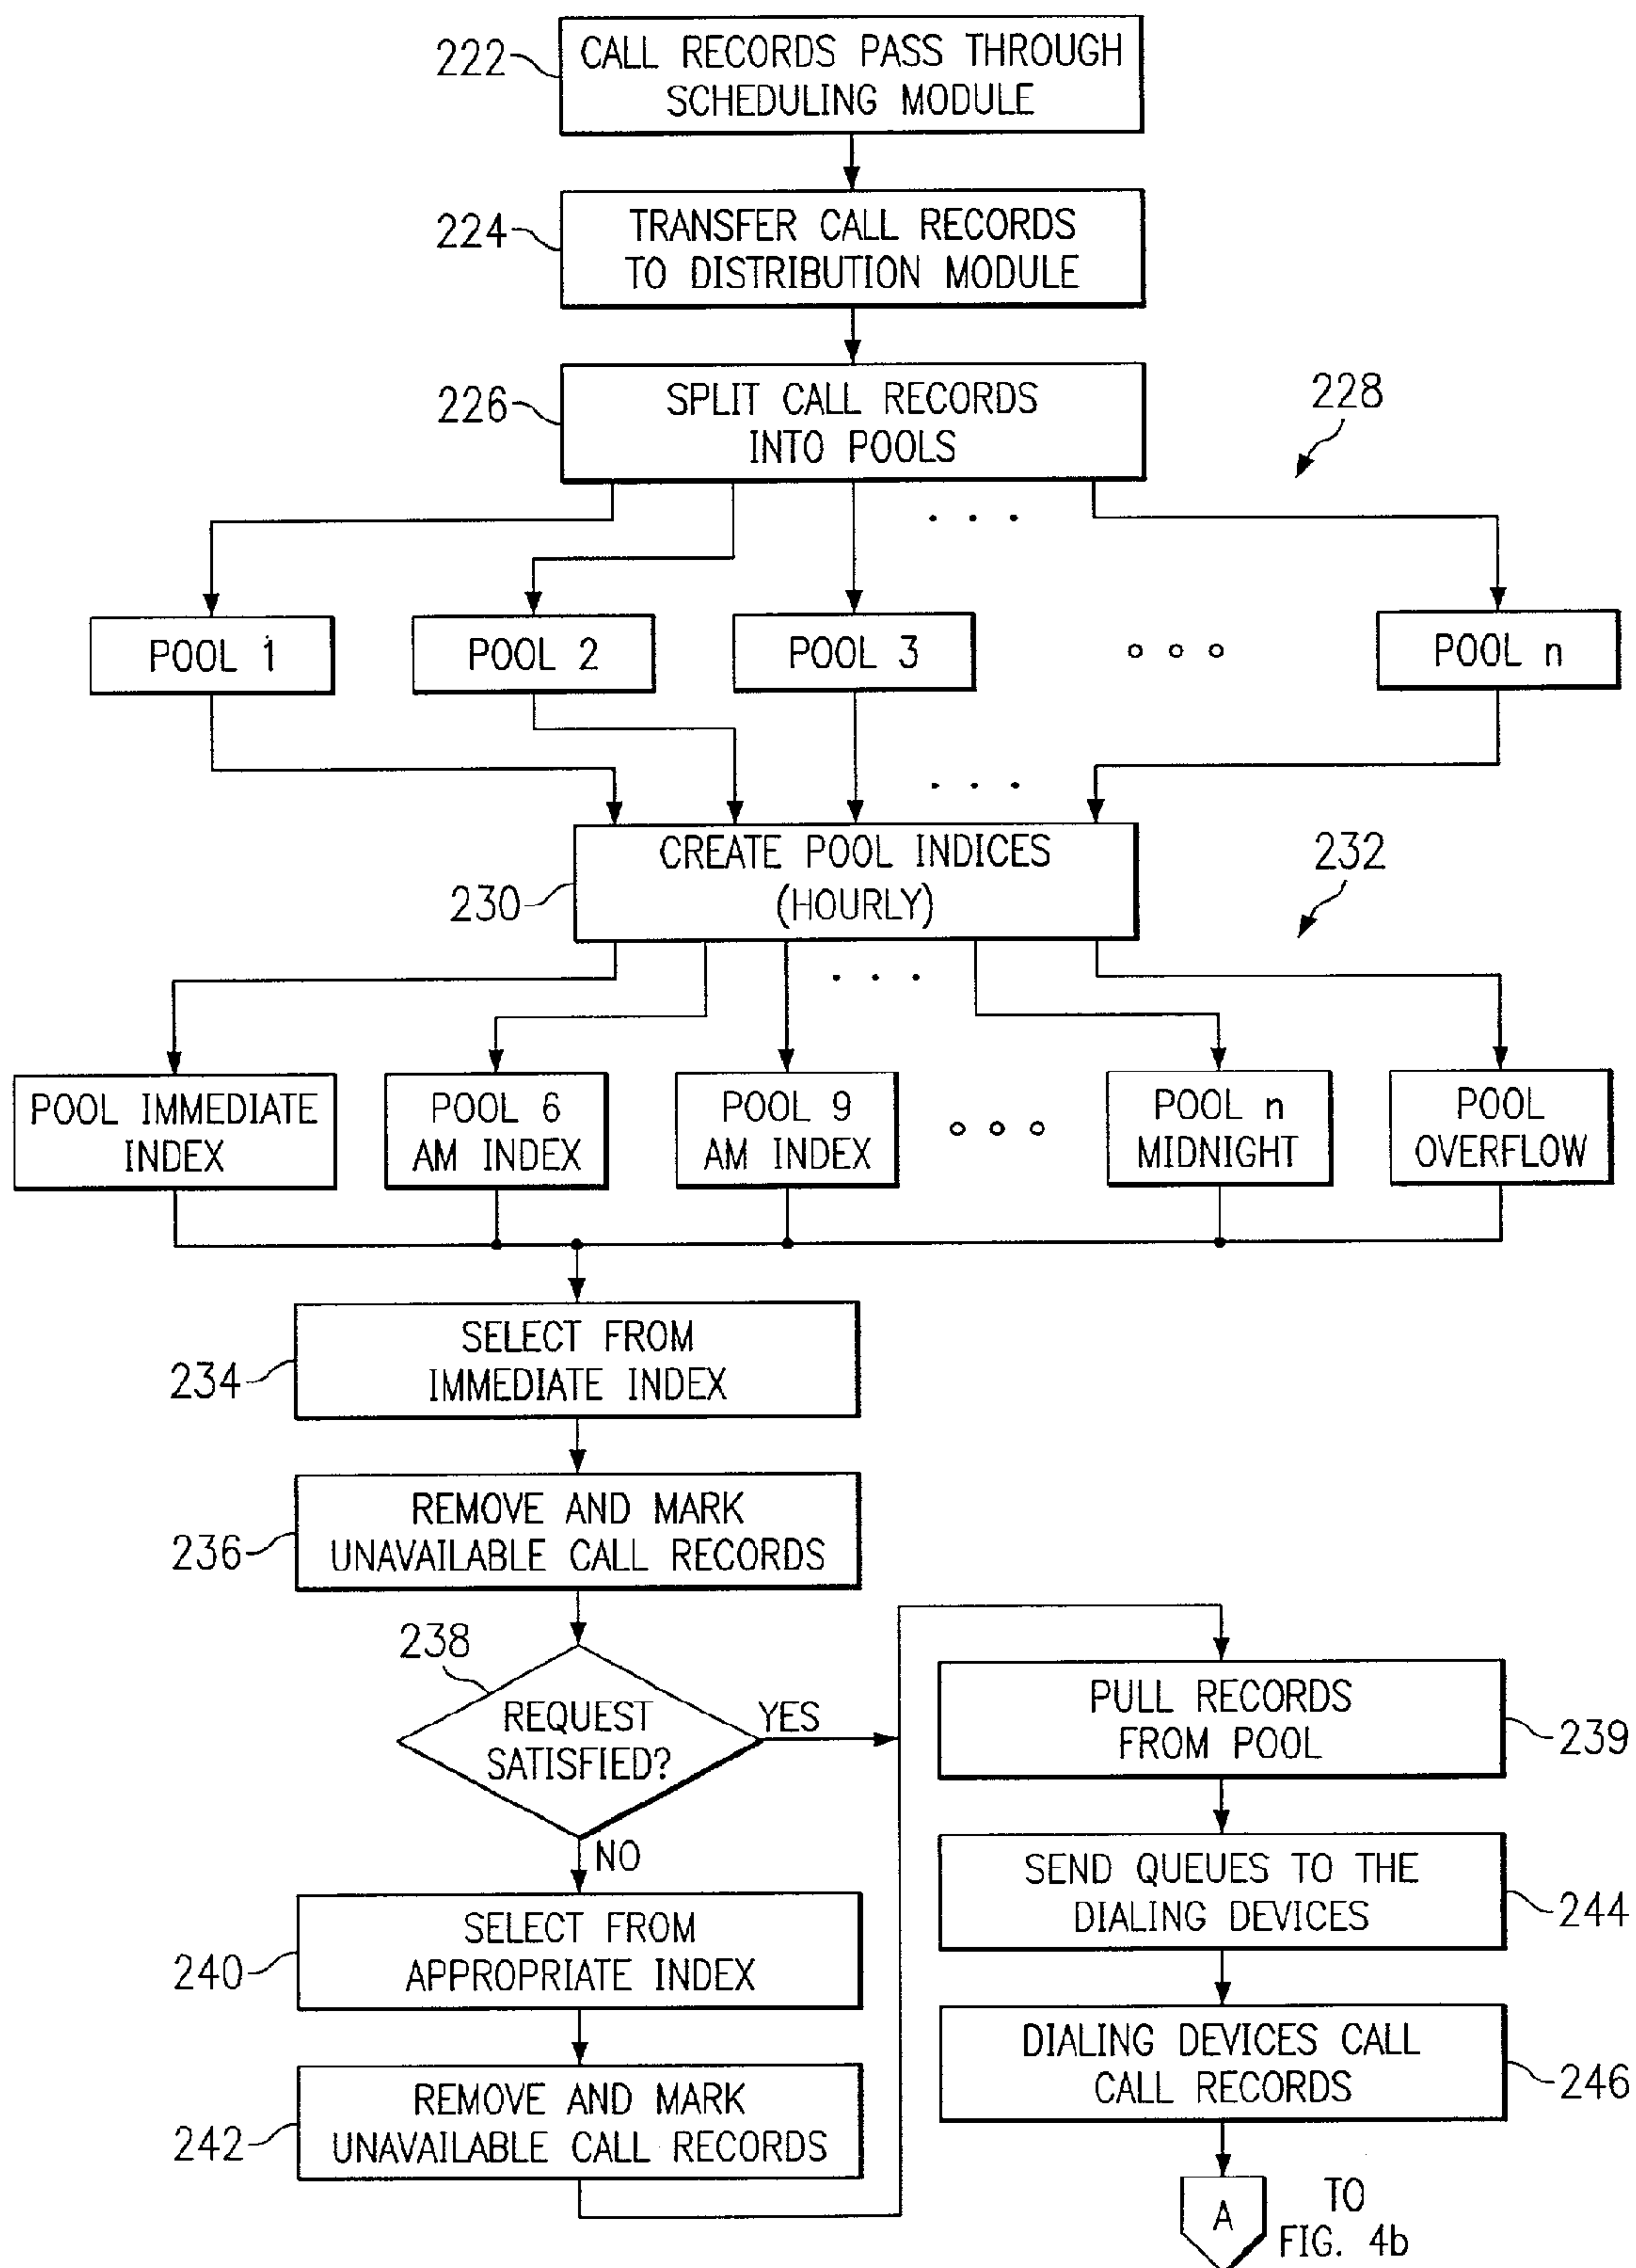 222
CALL RECORDS PASS THROUGH
SCHEDULING MODULE
224
TRANSFER CALL RECORDS
TO DISTRIBUTION MODULE
226
SPLIT CALL RECORDS
INTO POOLS
228
POOL 1
POOL 2
POOL 3
POOL n
230
CREATE POOL INDICES
(HOURLY)
232
POOL IMMEDIATE
INDEX
POOL 6
AM INDEX
POOL 9
AM INDEX
POOL n
MIDNIGHT
POOL
OVERFLOW
234
SELECT FROM
IMMEDIATE INDEX
236
REMOVE AND MARK
UNAVAILABLE CALL RECORDS
238
REQUEST
SATISFIED?
YES
NO
240
SELECT FROM
APPROPRIATE INDEX
242
REMOVE AND MARK
UNAVAILABLE CALL RECORDS
PULL RECORDS
FROM POOL
239
SEND QUEUES TO THE
DIALING DEVICES
244
DIALING DEVICES CALL
CALL RECORDS
246
A
TO
FIG. 4b